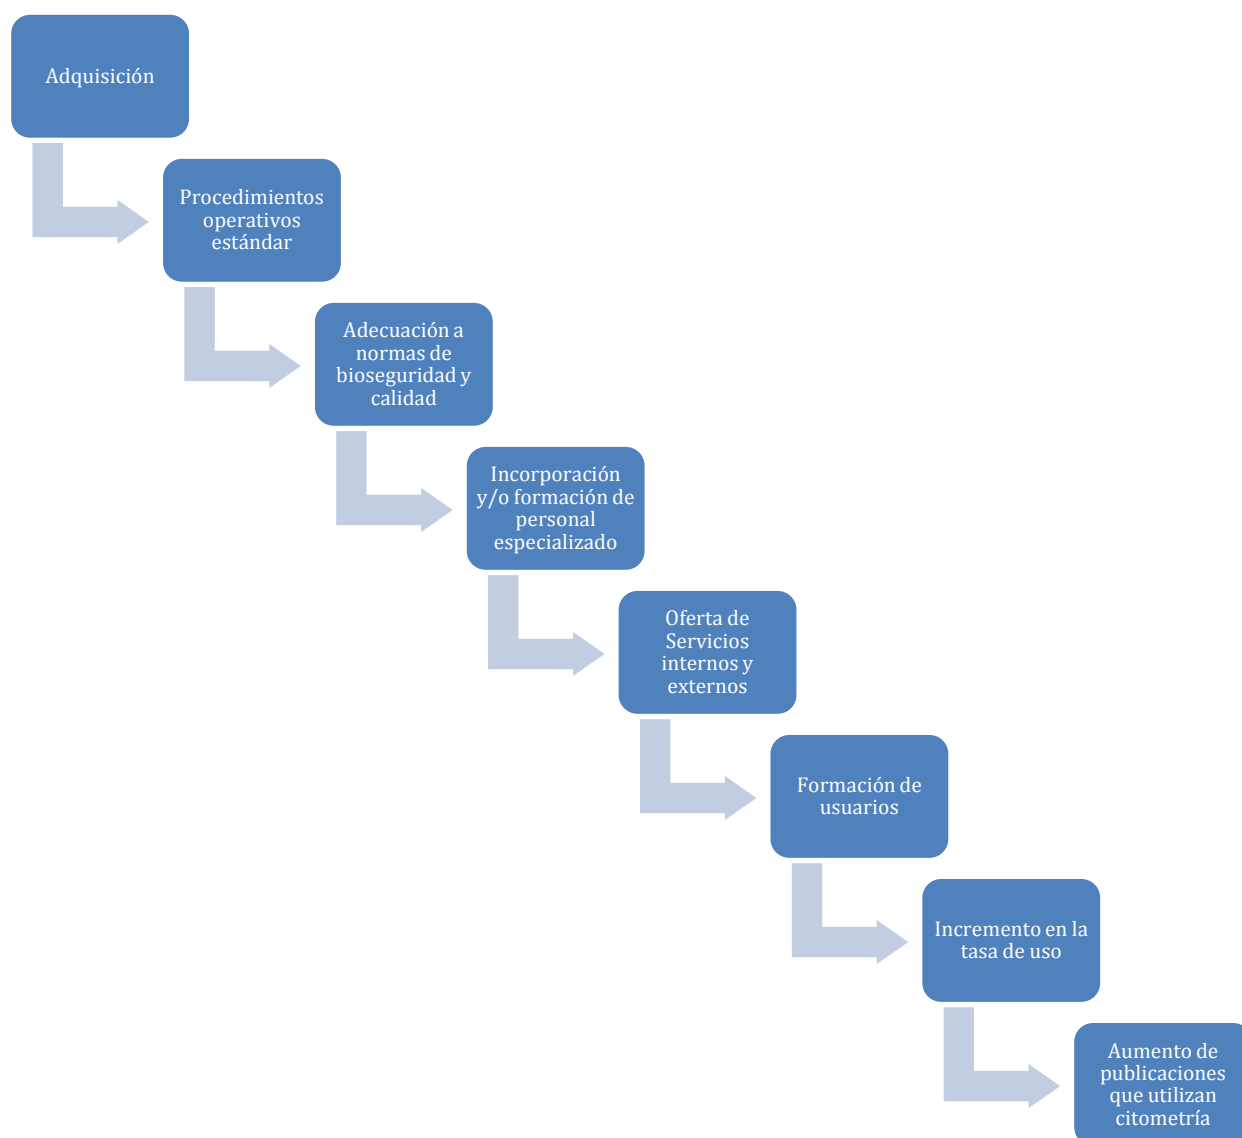 Adquisición
Procedimientos
operativos
estándar
Adecuación a
normas de
bioseguridad y
calidad
Incorporación
y/o formación de
personal
especializado
Oferta de
Servicios
internos y
externos
Formación de
usuarios
Incremento en la
tasa de uso
Aumento de
publicaciones
que utilizan
citometría